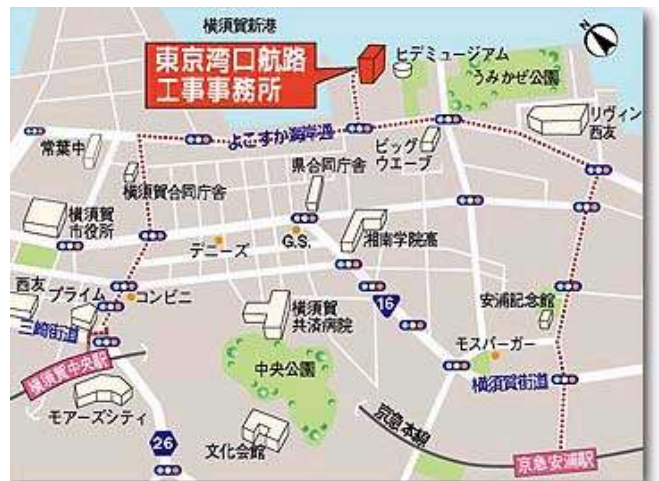 横須賀新港
東京湾口航路
工事事務所
ヒデミュージアム
うみかぜ公園
リヴィン
西友
よこすか海岸通
常葉中
ビッグ
ウエーブ
横須賀合同庁舎
県合同庁舎
横須賀
市役所
デニーズ
G.S.
湘南学院高
西友
プライム
コンビニ
三崎街道
横須賀
共済病院
16
安浦記念館
モスバーガー
横須賀中央駅
中央公園
横須賀街道
モアーズシティ
26
文化会館
京急本線
京急安浦駅